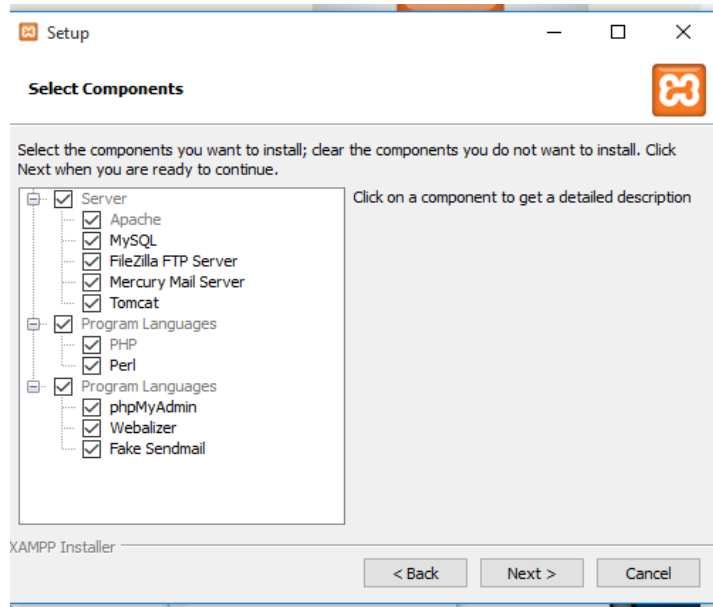 Setup
Select Components
Select the components you want to install; clear the components you do not want to install. Click
Next when you are ready to continue.
Server
Apache
MySQL
FileZilla FTP Server
Mercury Mail Server
Tomcat
Program Languages
PHP
Perl
Program Languages
phpMyAdmin
Webalizer
Fake Sendmail
Click on a component to get a detailed description
XAMPP Installer
< Back
Next >
Cancel